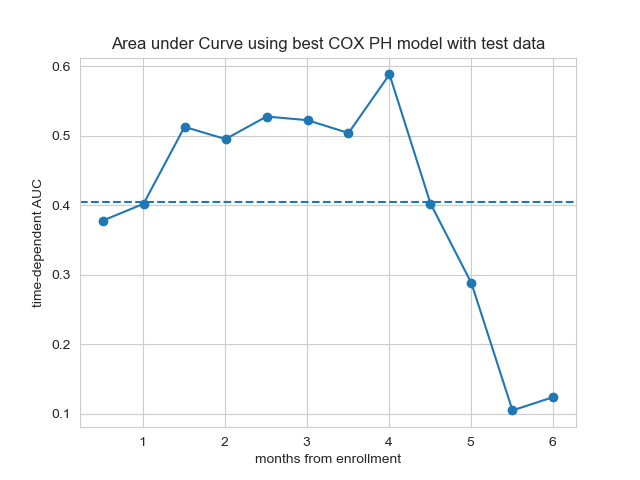 Area under Curve using best COX PH model with test data
0.6
0.5
0.4
0.3
0.2
0.1
time-dependent AUC
1 2 3 4 5 6
months from enrollment